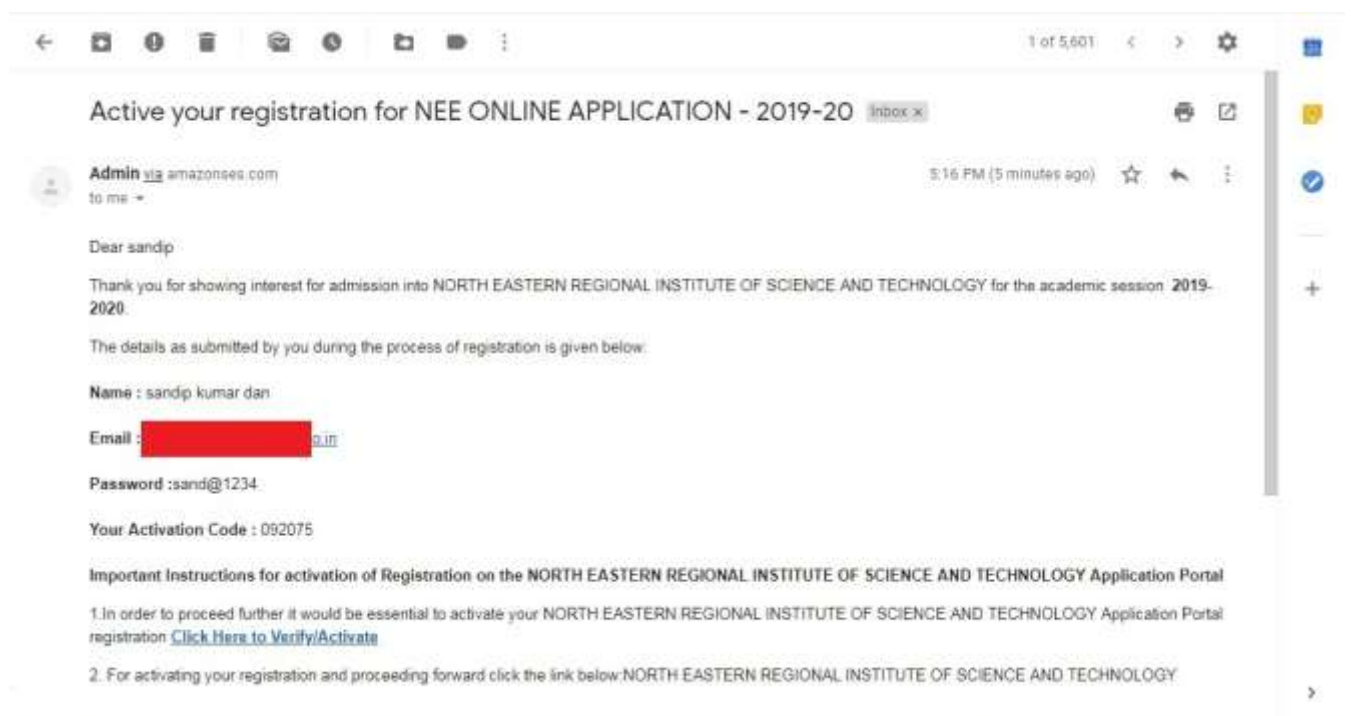 1 of 5,601
Active your registration for NEE ONLINE APPLICATION - 2019-20 Inbox x
Admin via amazonses.com 5:16 PM (5 minutes ago)
to me
Dear sandip
Thank you for showing interest for admission into NORTH EASTERN REGIONAL INSTITUTE OF SCIENCE AND TECHNOLOGY for the academic session 2019-
2020.
The details as submitted by you during the process of registration is given below:
Name : sandip kumar dan
Email : o.in
Password :sand@1234
Your Activation Code : 092075
Important Instructions for activation of Registration on the NORTH EASTERN REGIONAL INSTITUTE OF SCIENCE AND TECHNOLOGY Application Portal
1.In order to proceed further it would be essential to activate your NORTH EASTERN REGIONAL INSTITUTE OF SCIENCE AND TECHNOLOGY Application Portal
registration Click Here to Verify/Activate
2. For activating your registration and proceeding forward click the link below:NORTH EASTERN REGIONAL INSTITUTE OF SCIENCE AND TECHNOLOGY